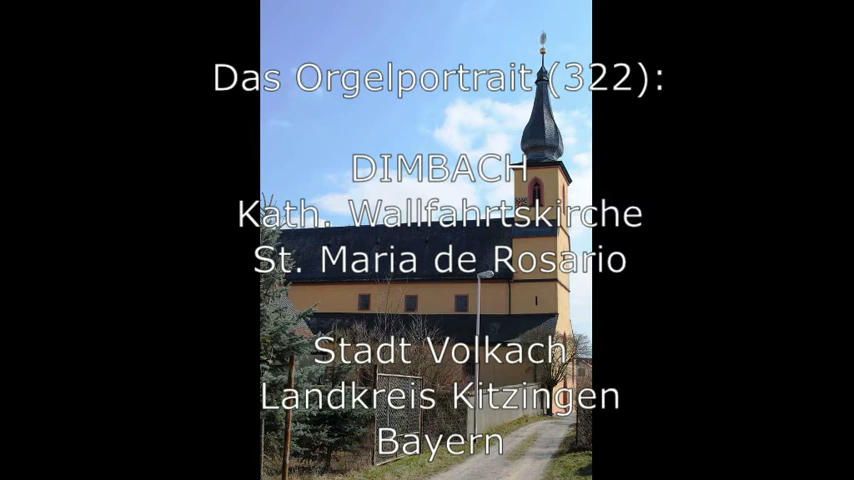 Das Orgelportrait (322):
DIMBACH
Kath. Wallfahrtskirche
St. Maria de Rosario
Stadt Volkach
Landkreis Kitzingen
Bayern